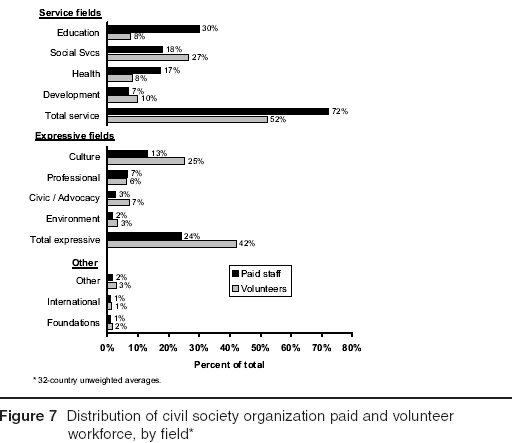 Service fields
Education 30%
8%
Social Svcs 18%
27%
Health 17%
8%
Development 7%
10%
Total service 72%
52%
Expressive fields
Culture 13%
25%
Professional 7%
6%
Civic / Advocacy 3%
7%
Environment 2%
3%
Total expressive 24%
42%
Other
Other 2%
3%
International 1%
1%
Foundations 1%
2%
Paid staff
Volunteers
0% 10% 20% 30% 40% 50% 60% 70% 80%
Percent of total
* 32-country unweighted averages.
Figure 7 Distribution of civil society organization paid and volunteer
workforce, by field*